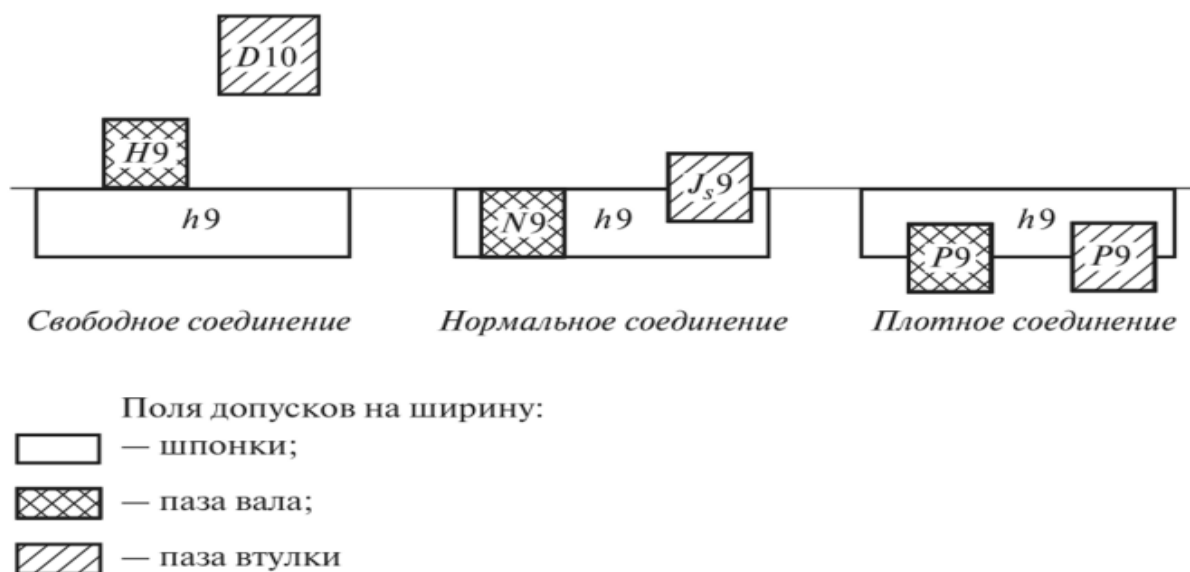 D10
H9
h9
Свободное соединение
N9
h9
Js9
Нормальное соединение
h9
P9
P9
Плотное соединение
Поля допусков на ширину:
— шпонки;
— паза вала;
— паза втулки